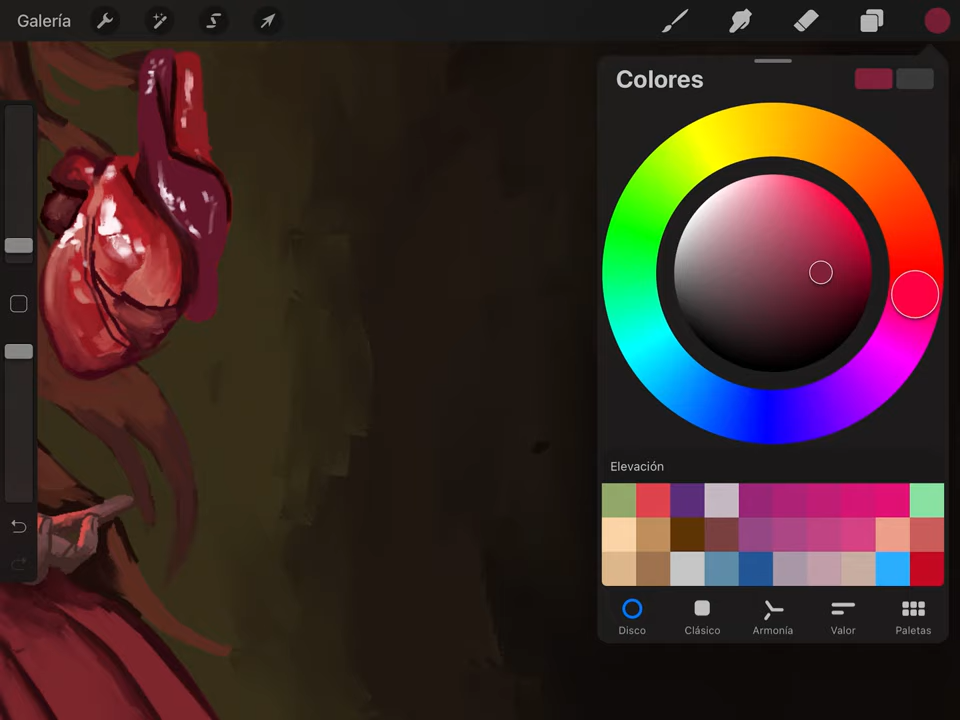 Galería
Colores
Elevación
Disco
Clásico
Armonía
Valor
Paletas